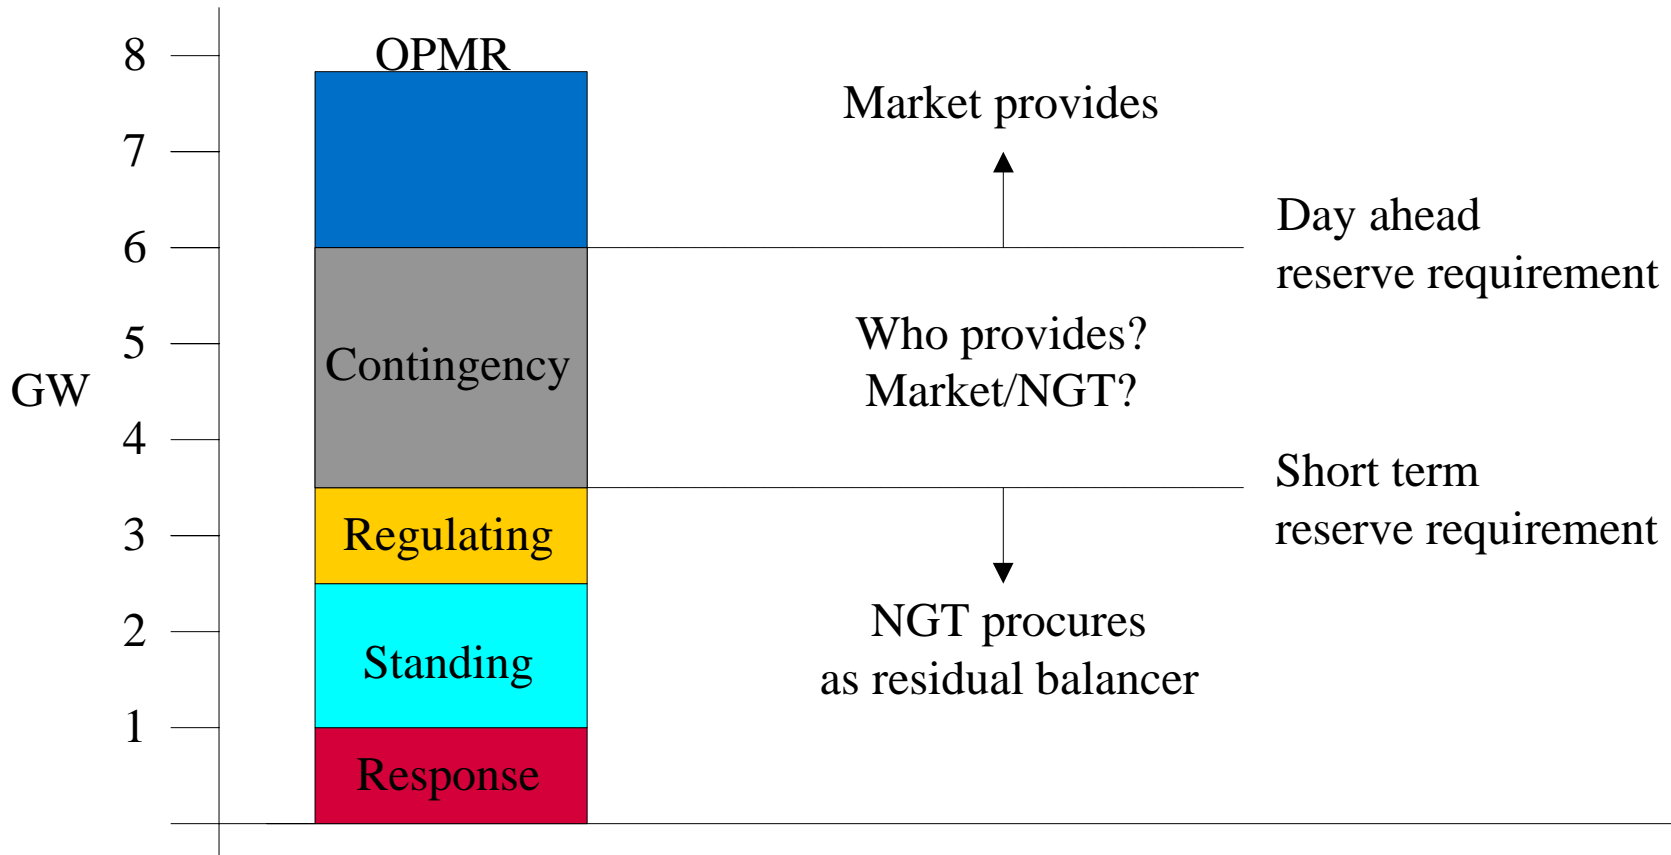 OPMR
8
7
6
5
4
3
2
1
GW
Contingency
Regulating
Standing
Response
Market provides
Day ahead
reserve requirement
Who provides?
Market/NGT?
Short term
reserve requirement
NGT procures
as residual balancer